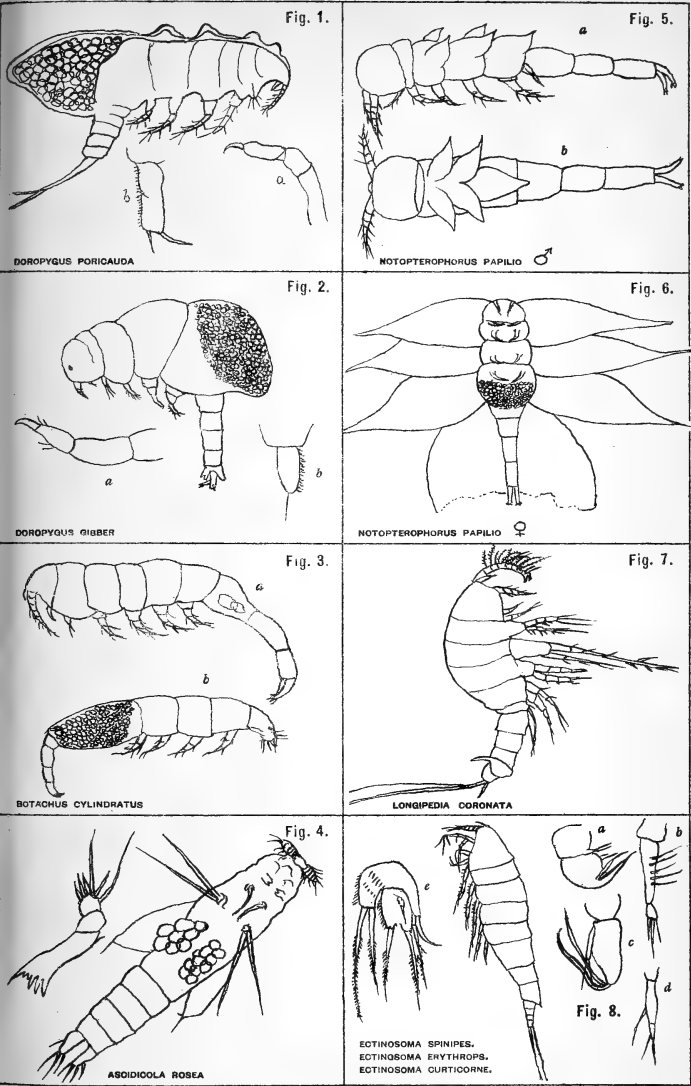 Fig. 1.
b
a
DOROPYGUS PORICAUDA
Fig. 5.
a
b
NOTOPTEROPHORUS PAPILIO ♂
Fig. 2.
a
b
DOROPYGUS GIBBER
Fig. 6.
NOTOPTEROPHORUS PAPILIO ♀
Fig. 3.
a
b
BOTACHUS CYLINDRATUS
Fig. 7.
LONGIPEDIA CORONATA
Fig. 4.
ASCIDICOLA ROSEA
a
b
e
c
d
Fig. 8.
ECTINOSOMA SPINIPES.
ECTINOSOMA ERYTHROPS.
ECTINOSOMA CURTICORNE.